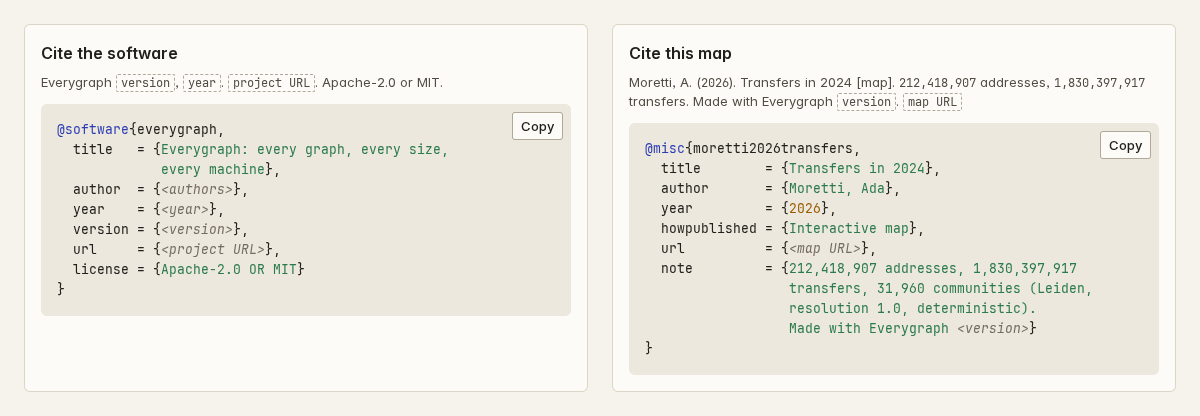 Cite the software
Everygraph version, year. project URL. Apache-2.0 or MIT.
Copy
@software{everygraph,
  title   = {Everygraph: every graph, every size,
             every machine},
  author  = {<authors>},
  year    = {<year>},
  version = {<version>},
  url     = {<project URL>},
  license = {Apache-2.0 OR MIT}
}
Cite this map
Moretti, A. (2026). Transfers in 2024 [map]. 212,418,907 addresses, 1,830,397,917
transfers. Made with Everygraph version. map URL
Copy
@misc{moretti2026transfers,
  title         = {Transfers in 2024},
  author        = {Moretti, Ada},
  year          = {2026},
  howpublished = {Interactive map},
  url           = {<map URL>},
  note          = {212,418,907 addresses, 1,830,397,917
                  transfers, 31,960 communities (Leiden,
                  resolution 1.0, deterministic).
                  Made with Everygraph <version>}
}